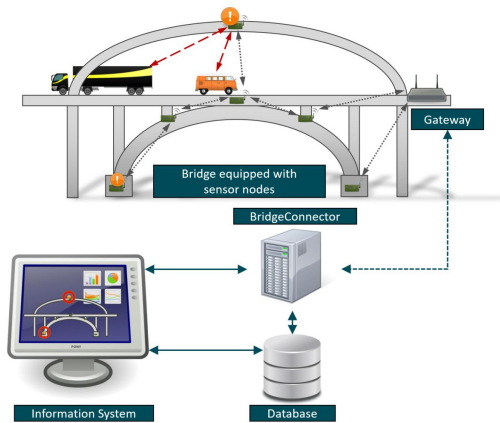 Gateway
Bridge equipped with
sensor nodes
BridgeConnector
Information System
Database